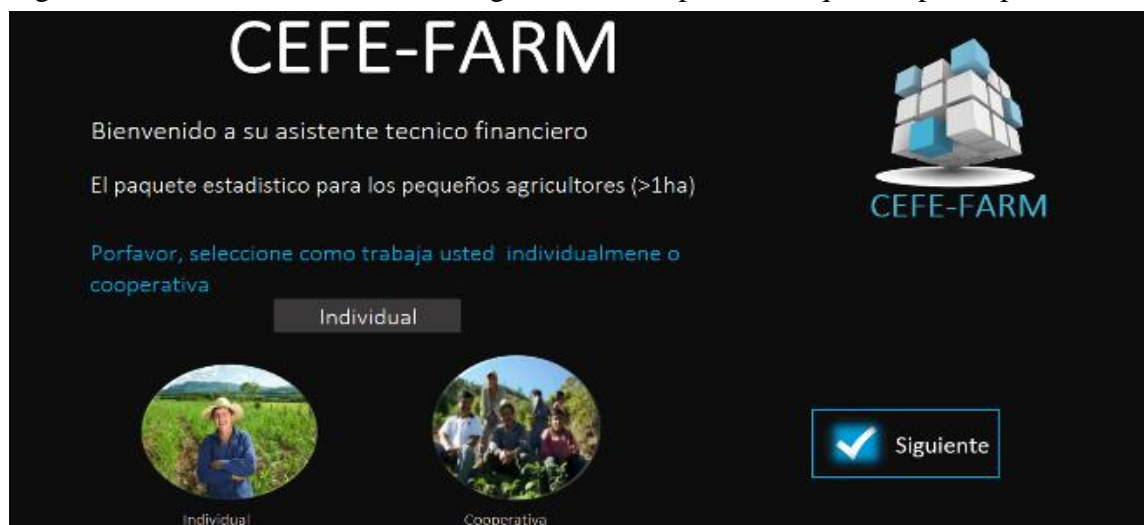 CEFE-FARM
Bienvenido a su asistente tecnico financiero
El paquete estadistico para los pequeños agricultores (>1ha)
CEFE-FARM
Porfavor, seleccione como trabaja usted individualmene o
cooperativa
Individual
Siguiente
Individual
Cooperativa